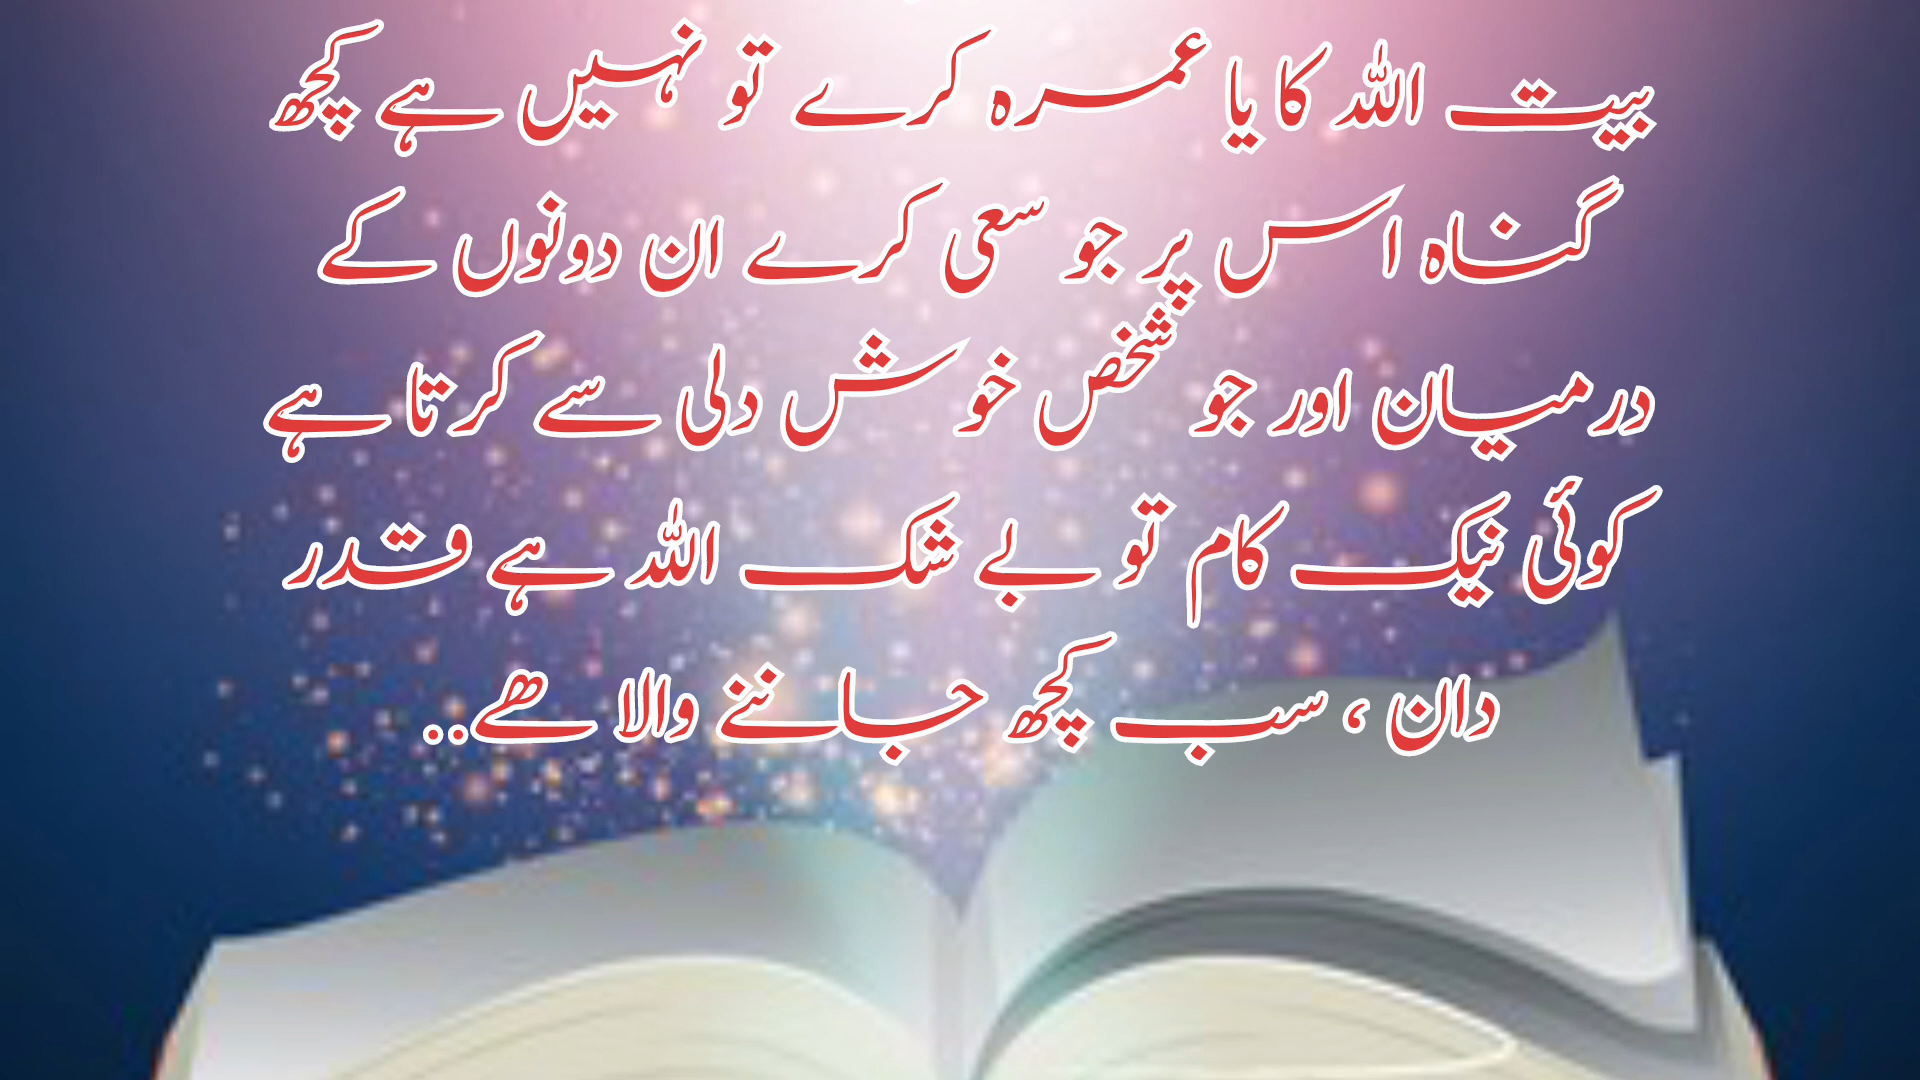 بیت اللہ کا یا عمرہ کرے تو نہیں ہے کچھ
گناہ اس پر جو سعی کرے ان دونوں کے
درمیان اور جو شخص خوش دلی سے کرتا ہے
کوئی نیک کام تو بے شک اللہ ہے قدر
دان ، سب کچھ جاننے والا ھے..